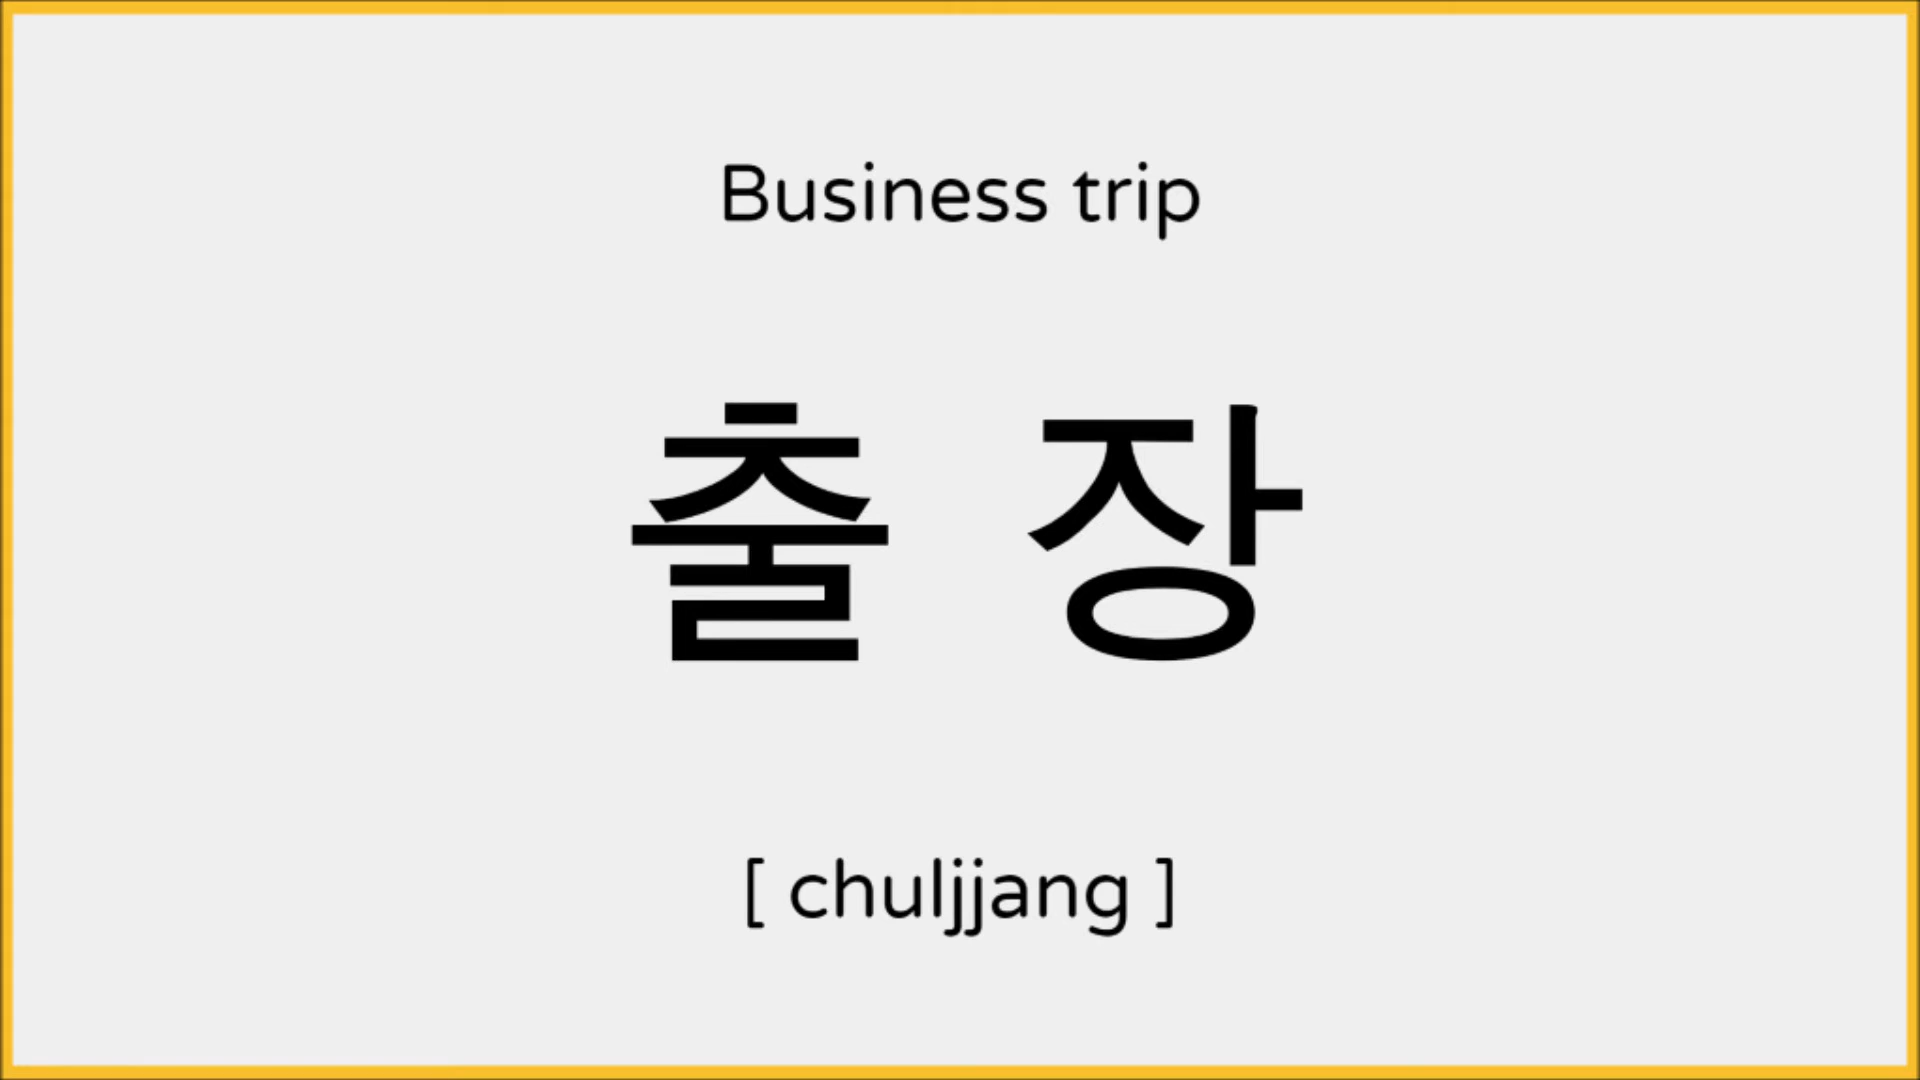 Business trip
출 장
[ chuljjang ]